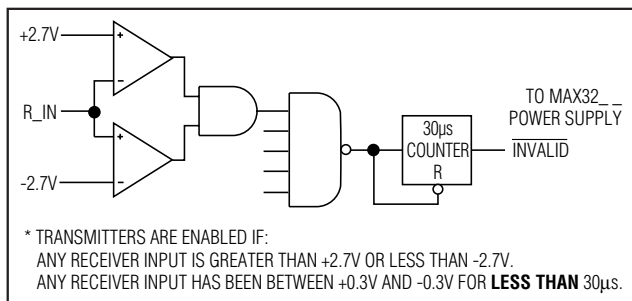 +2.7V
+
-
R_IN
+
-
-2.7V
30µs
COUNTER
R
TO MAX32_ _
POWER SUPPLY
INVALID
* TRANSMITTERS ARE ENABLED IF:
ANY RECEIVER INPUT IS GREATER THAN +2.7V OR LESS THAN -2.7V.
ANY RECEIVER INPUT HAS BEEN BETWEEN +0.3V AND -0.3V FOR LESS THAN 30µs.